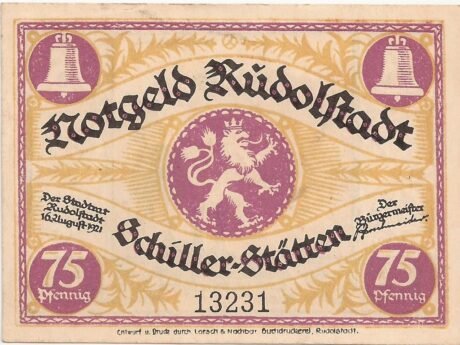 Notgeld Rudolstadt
Der Stadtrat
Rudolstadt
16. August 1921
Der
Bürgermeister
Schiller-Stätten
75
Pfennig
75
Pfennig
13231
Entwurf u. Druck durch Lorsch & Nachbar Buchdruckerei, Rudolstadt.